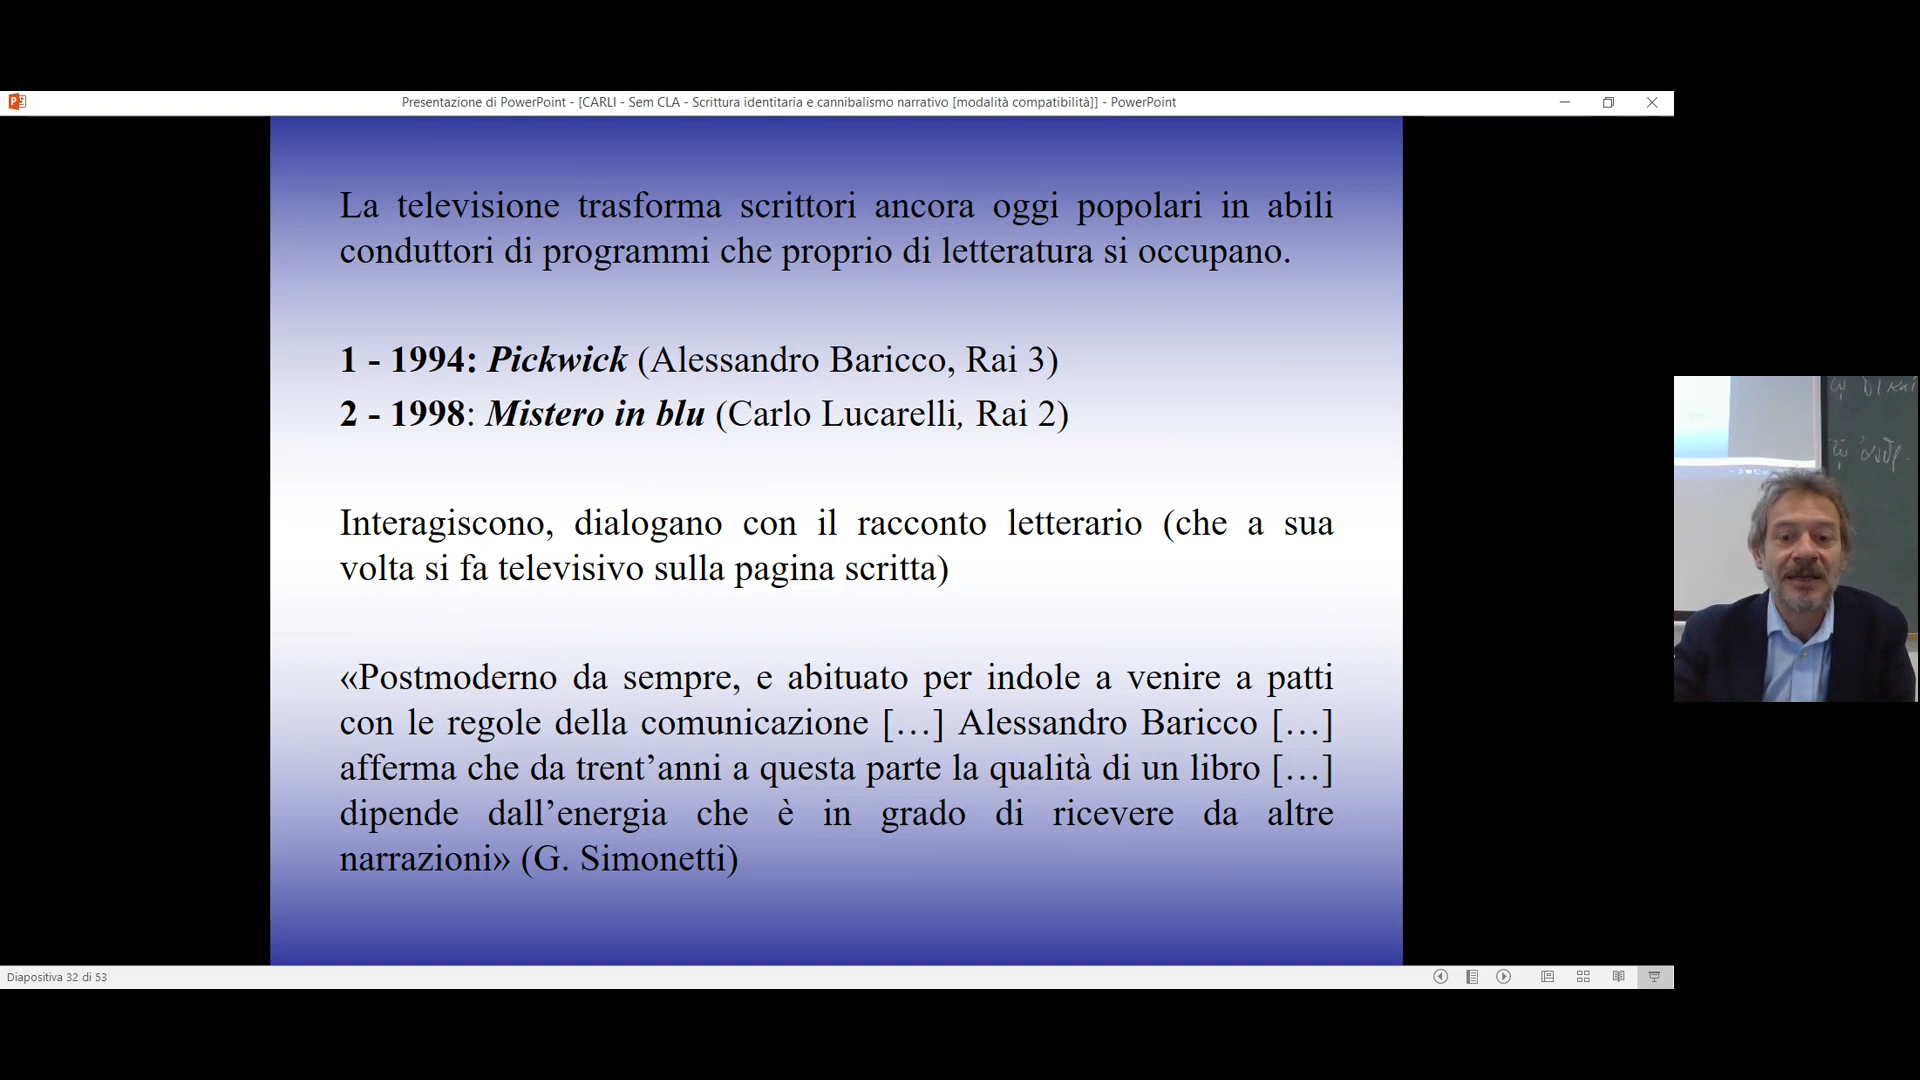 Presentazione di PowerPoint - [CARLI - Sem CLA - Scrittura identitaria e cannibalismo narrativo [modalità compatibilità]] - PowerPoint
La televisione trasforma scrittori ancora oggi popolari in abili
conduttori di programmi che proprio di letteratura si occupano.
1 - 1994: Pickwick (Alessandro Baricco, Rai 3)
2 - 1998: Mistero in blu (Carlo Lucarelli, Rai 2)
Interagiscono, dialogano con il racconto letterario (che a sua
volta si fa televisivo sulla pagina scritta)
«Postmoderno da sempre, e abituato per indole a venire a patti
con le regole della comunicazione […] Alessandro Baricco […]
afferma che da trent’anni a questa parte la qualità di un libro […]
dipende dall’energia che è in grado di ricevere da altre
narrazioni» (G. Simonetti)
Diapositiva 32 di 53